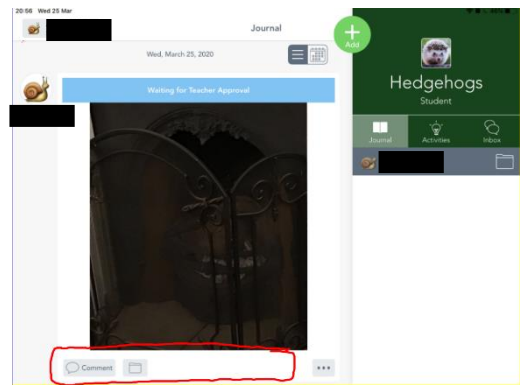 20:56 Wed 25 Mar
Journal
Add
Wed, March 25, 2020
Hedgehogs
Student
Waiting for Teacher Approval
Journal
Activities
Inbox
Comment